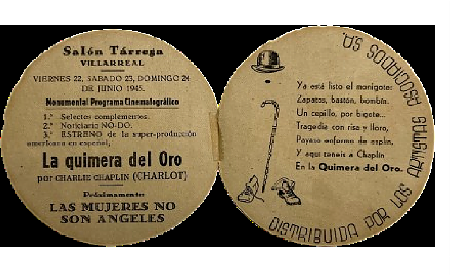 Salón Tárrega
VILLARREAL
VIERNES 22, SABADO 23, DOMINGO 24
DE JUNIO 1945.
Monumental Programa Cinematográfico
1.º Selectos complementos.
2.º Noticiario NO-DO.
3.º ESTRENO de la super-producción
americana en español,
La quimera del Oro
por CHARLIE CHAPLIN (CHARLOT)
Próximamente:
LAS MUJERES NO
SON ANGELES
Ya está listo el monigote:
Zapatos, bastón, bombín.
Un cepillo, por bigote...
Tragedia con risa y lloro,
Payaso enfermo de esplín.
Y aquí tenéis a Chaplin
En la Quimera del Oro.
DISTRIBUIDA POR LOS ARTISTAS ASOCIADOS S.A.